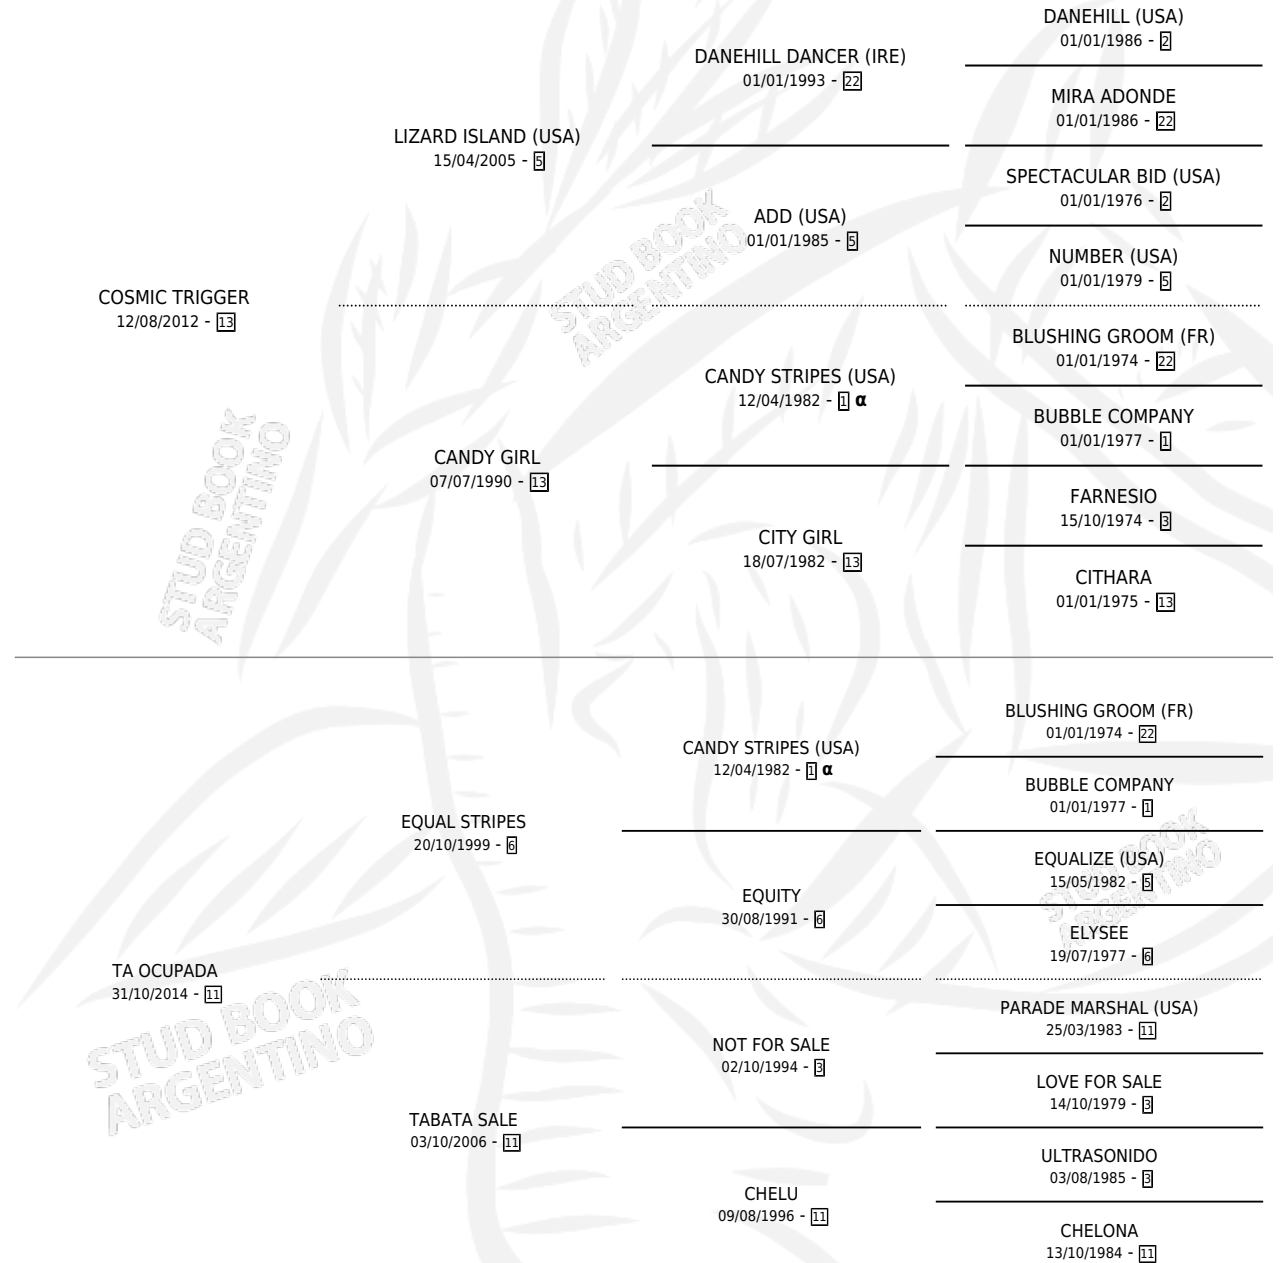 DANEHILL (USA)
01/01/1986 - 2
DANEHILL DANCER (IRE)
01/01/1993 - 22
MIRA ADONDE
01/01/1986 - 22
LIZARD ISLAND (USA)
15/04/2005 - 5
SPECTACULAR BID (USA)
01/01/1976 - 2
ADD (USA)
01/01/1985 - 5
NUMBER (USA)
01/01/1979 - 5
STUD BOOK
ARGENTINO
COSMIC TRIGGER
12/08/2012 - 13
BLUSHING GROOM (FR)
01/01/1974 - 22
CANDY STRIPES (USA)
12/04/1982 - 1 α
BUBBLE COMPANY
01/01/1977 - 1
CANDY GIRL
07/07/1990 - 13
FARNESIO
15/10/1974 - 3
CITY GIRL
18/07/1982 - 13
CITHARA
01/01/1975 - 13
STUD BOOK
ARGENTINO
BLUSHING GROOM (FR)
01/01/1974 - 22
CANDY STRIPES (USA)
12/04/1982 - 1 α
BUBBLE COMPANY
01/01/1977 - 1
EQUAL STRIPES
20/10/1999 - 6
EQUALIZE (USA)
15/05/1982 - 5
EQUITY
30/08/1991 - 6
ELYSEE
19/07/1977 - 6
STUD BOOK
ARGENTINO
TA OCUPADA
31/10/2014 - 11
PARADE MARSHAL (USA)
25/03/1983 - 11
NOT FOR SALE
02/10/1994 - 3
LOVE FOR SALE
14/10/1979 - 3
TABATA SALE
03/10/2006 - 11
ULTRASONIDO
03/08/1985 - 3
CHELU
09/08/1996 - 11
CHELONA
13/10/1984 - 11
STUD BOOK
ARGENTINO